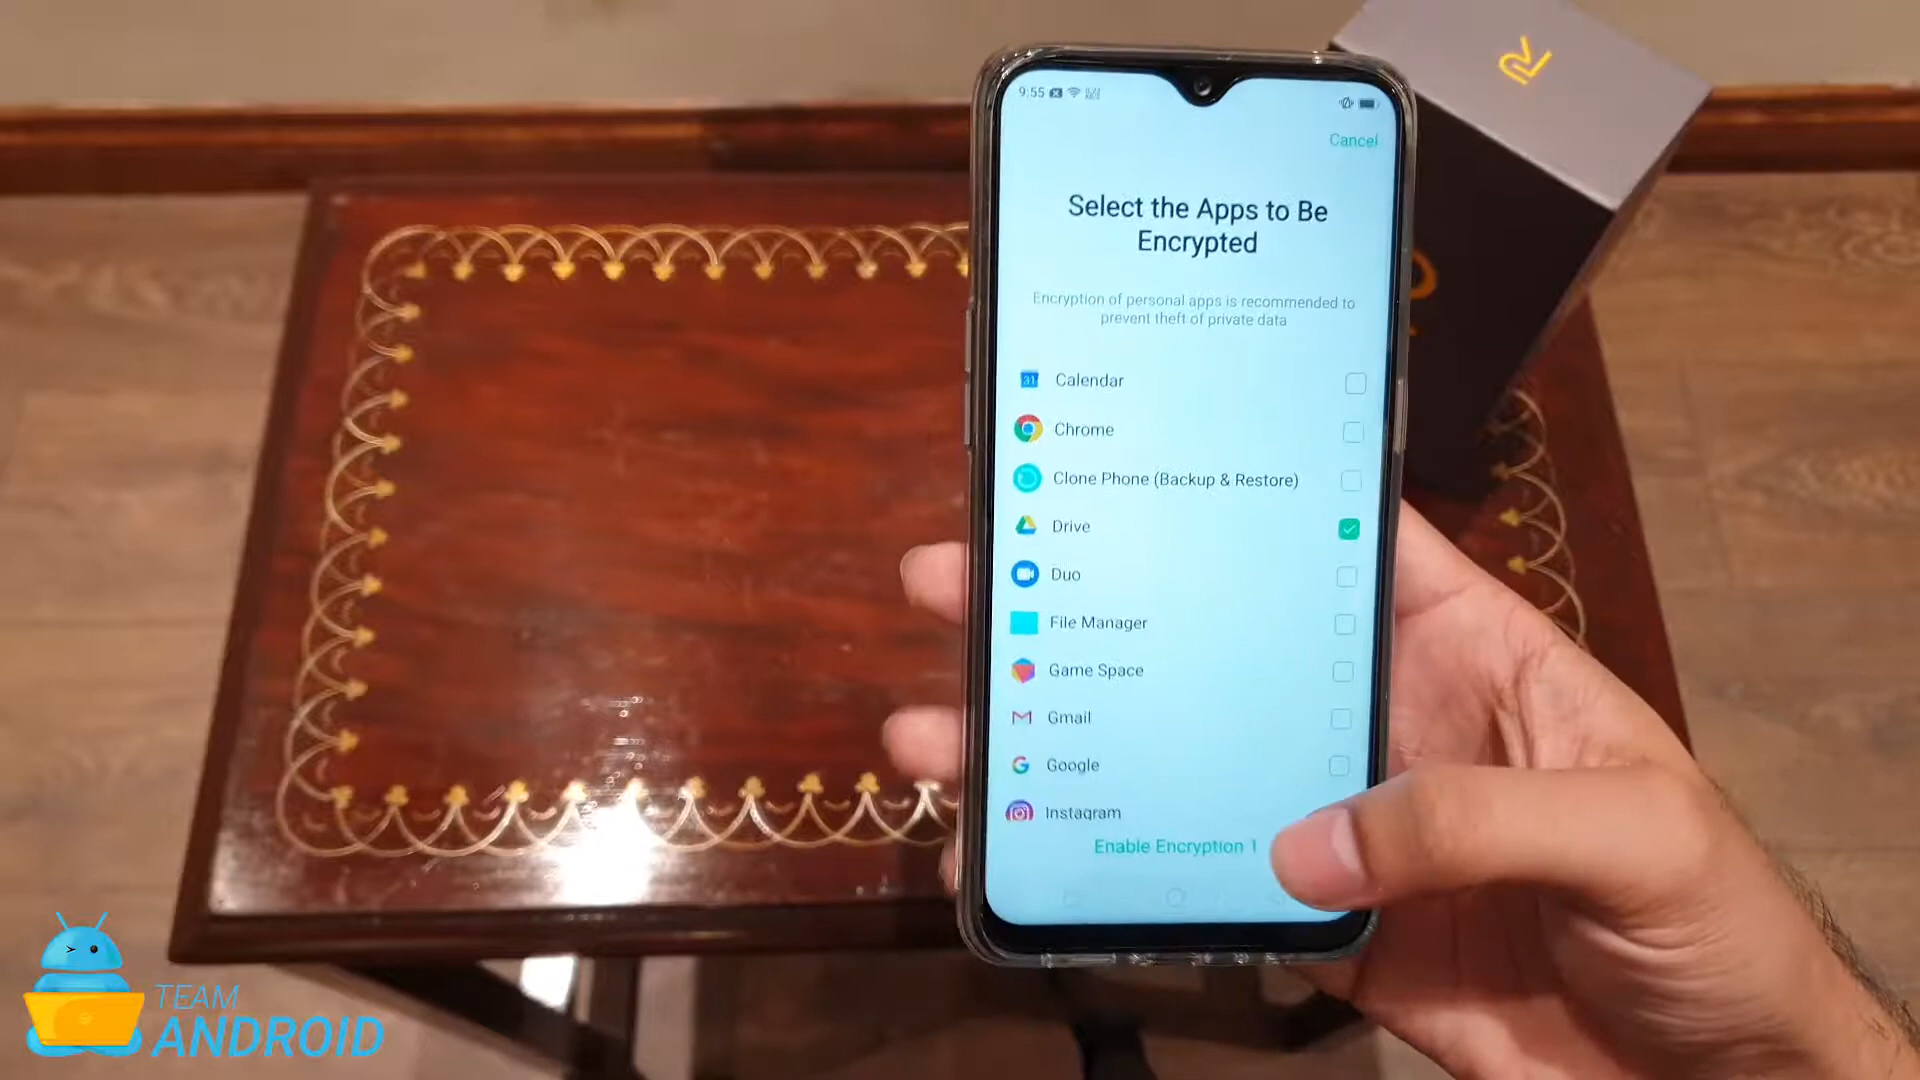 9:55
Cancel
Select the Apps to Be
Encrypted
Encryption of personal apps is recommended to
prevent theft of private data
31 Calendar
Chrome
Clone Phone (Backup & Restore)
Drive
Duo
File Manager
Game Space
Gmail
Google
Instagram
Enable Encryption 1
TEAM
ANDROID